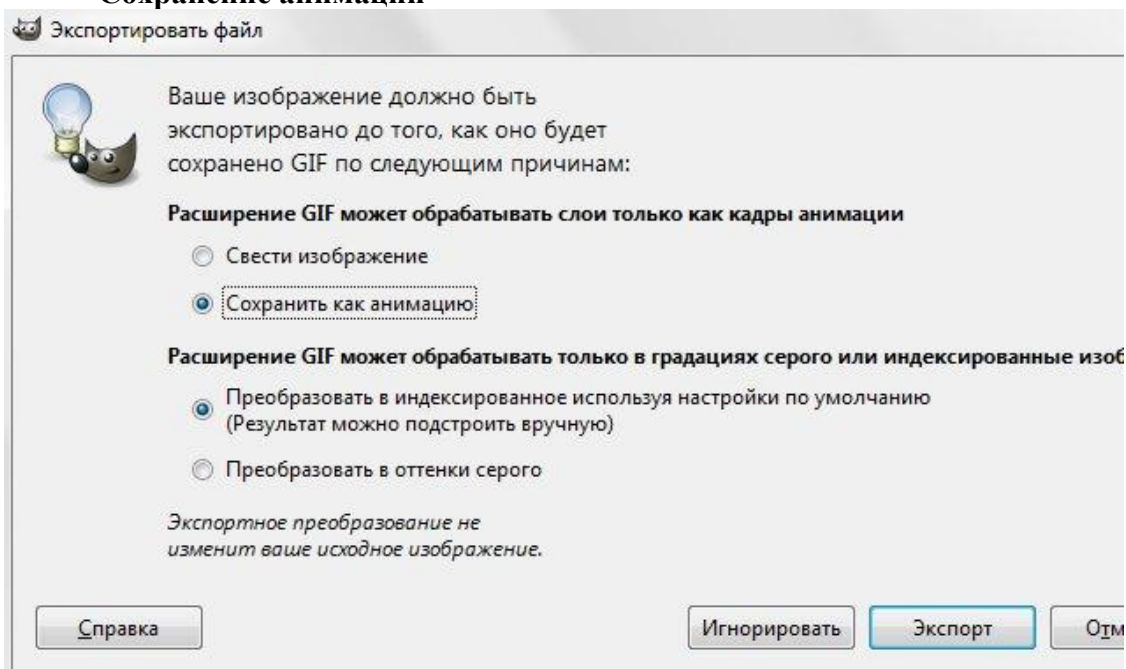 Сохранение анимации
Экспортировать файл
Ваше изображение должно быть
экспортировано до того, как оно будет
сохранено GIF по следующим причинам:
Расширение GIF может обрабатывать слои только как кадры анимации
Свести изображение
Сохранить как анимацию
Расширение GIF может обрабатывать только в градациях серого или индексированные изоб
Преобразовать в индексированное используя настройки по умолчанию
(Результат можно подстроить вручную)
Преобразовать в оттенки серого
Экспортное преобразование не
изменит ваше исходное изображение.
Справка Игнорировать Экспорт Отм